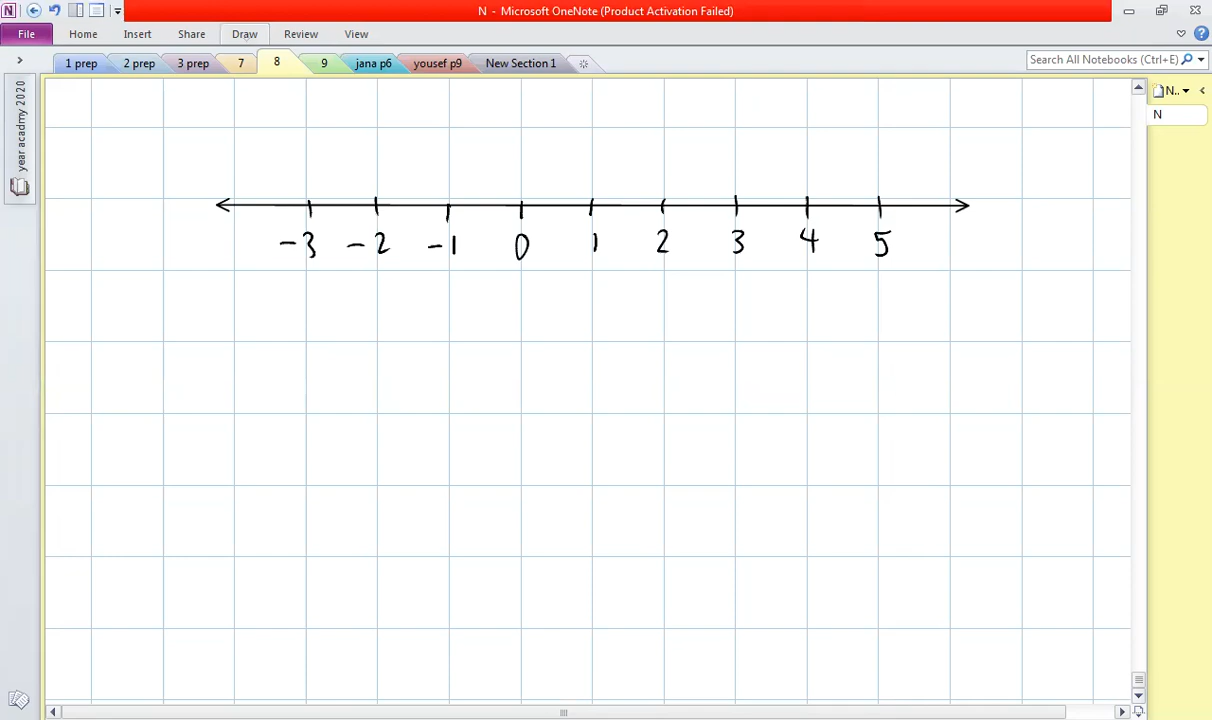 N - Microsoft OneNote (Product Activation Failed)
File Home Insert Share Draw Review View
1 prep 2 prep 3 prep 7 8 9 jana p6 yousef p9 New Section 1
Search All Notebooks (Ctrl+E)
N..
N
year acadmy 2020
-3 -2 -1 0 1 2 3 4 5